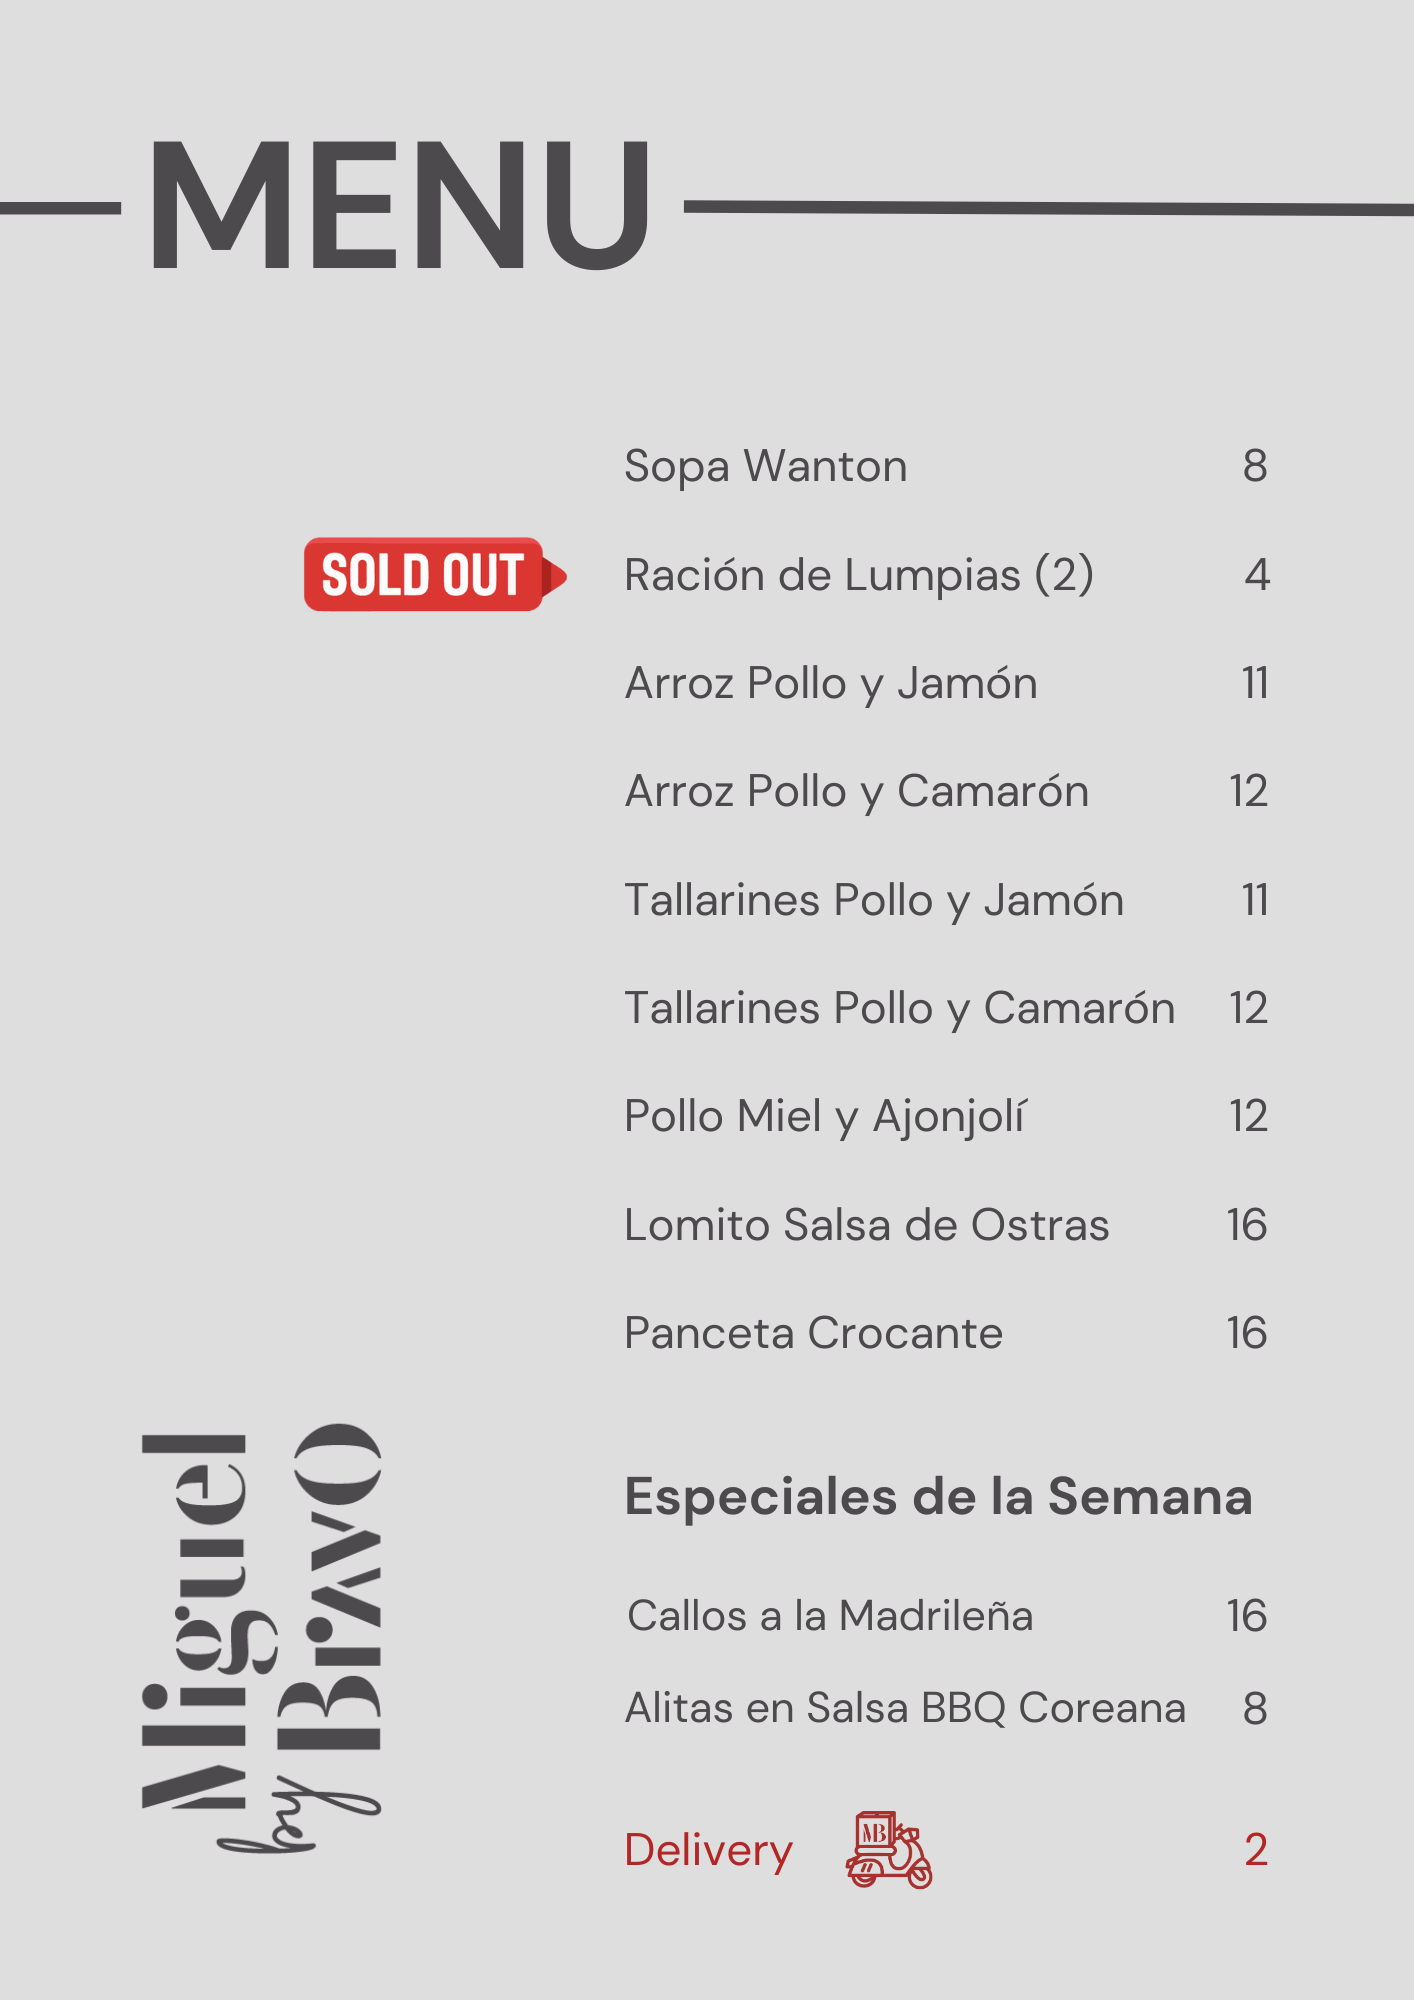 MENU
Sopa Wanton 8
SOLD OUT Ración de Lumpias (2) 4
Arroz Pollo y Jamón 11
Arroz Pollo y Camarón 12
Tallarines Pollo y Jamón 11
Tallarines Pollo y Camarón 12
Pollo Miel y Ajonjolí 12
Lomito Salsa de Ostras 16
Panceta Crocante 16
Especiales de la Semana
Callos a la Madrileña 16
Alitas en Salsa BBQ Coreana 8
Delivery MB 2
Miguel
by Bravo